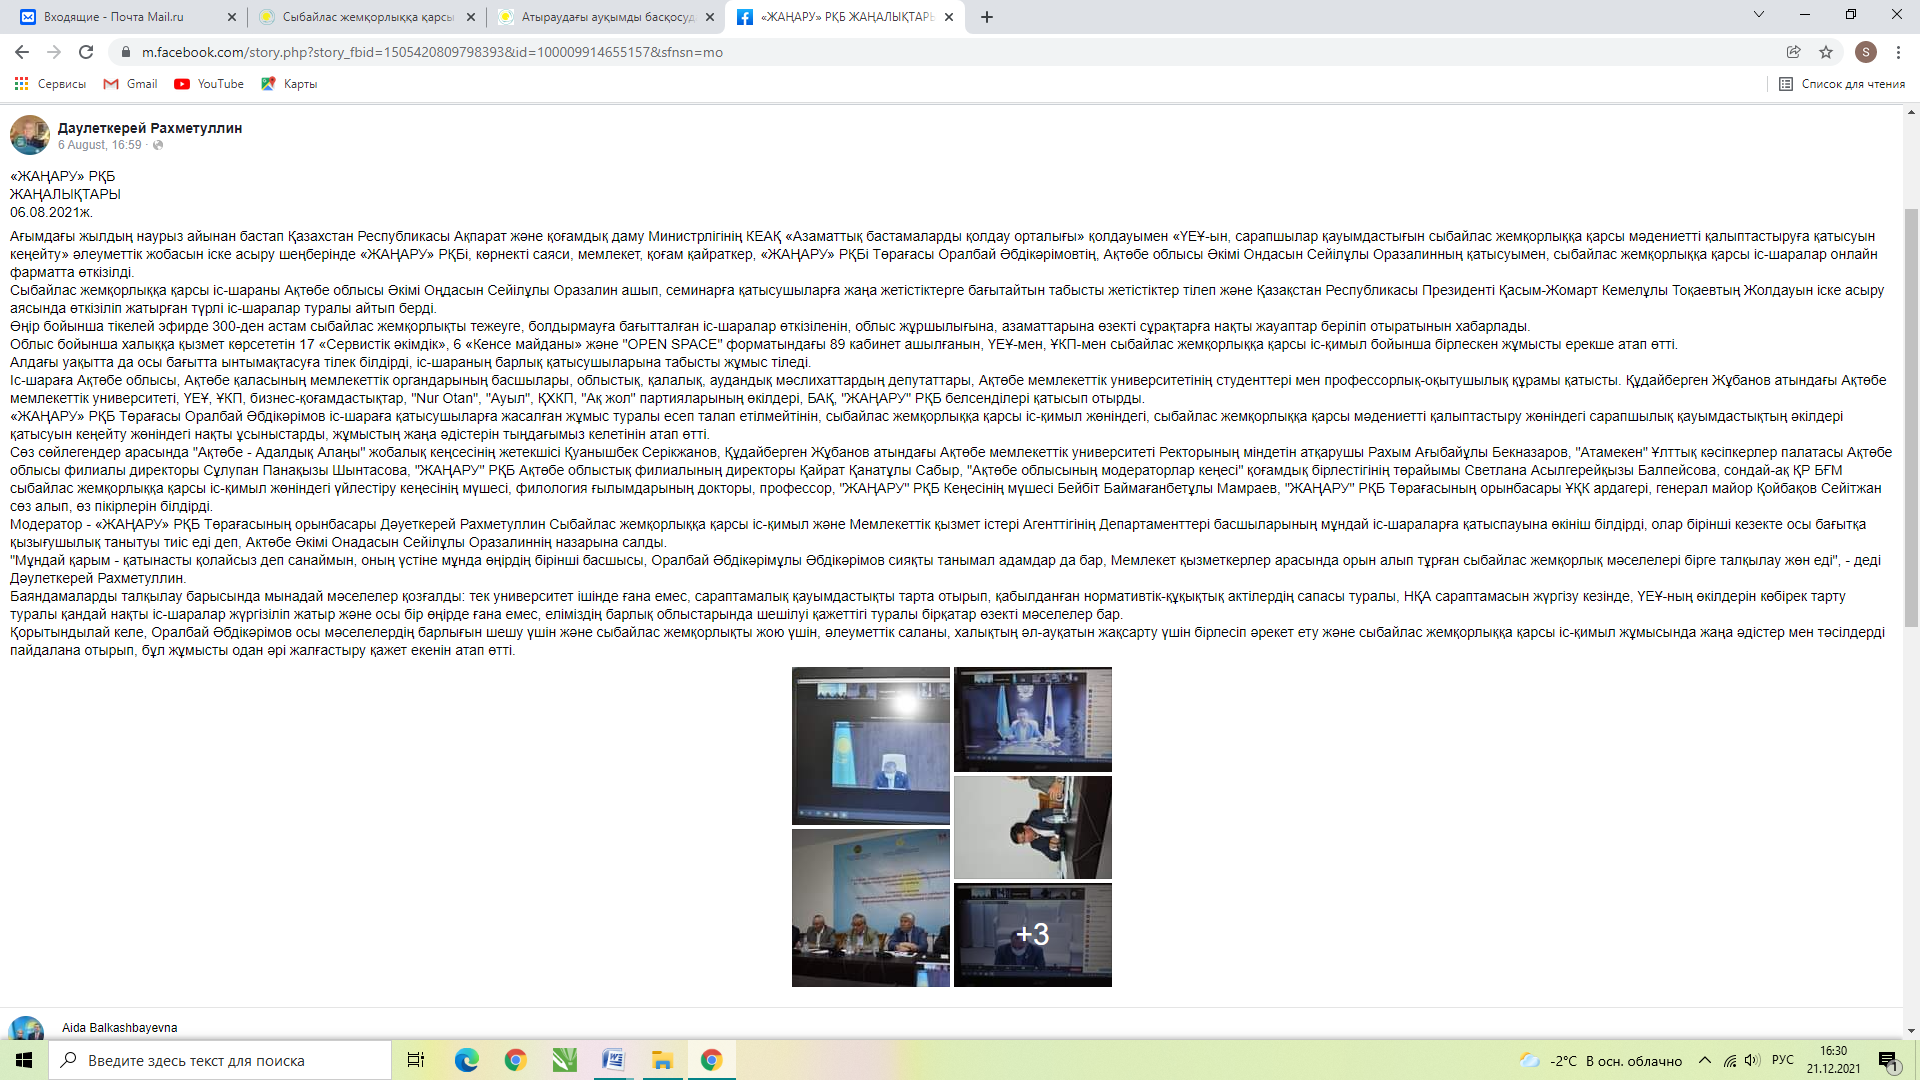 Входящие - Почта Mail.ru
Сыбайлас жемқорлыққа қарсы
Атыраудағы ауқымды басқосуд
«ЖАҢАРУ» РҚБ ЖАҢАЛЫҚТАРЫ
m.facebook.com/story.php?story_fbid=1505420809798393&id=100009914655157&sfnsn=mo
S
Сервисы Gmail YouTube Карты
Список для чтения
Даулеткерей Рахметуллин
6 August, 16:59 ·
«ЖАҢАРУ» РҚБ
ЖАҢАЛЫҚТАРЫ
06.08.2021ж.
Ағымдағы жылдың наурыз айынан бастап Қазахстан Республикасы Ақпарат және қоғамдық даму Министрлігінің КЕАҚ «Азаматтық бастамаларды қолдау орталығы» қолдауымен «ҮЕҰ-ын, сарапшылар қауымдастығын сыбайлас жемқорлыққа қарсы мәдениетті қалыптастыруға қатысуын
кеңейту» әлеуметтік жобасын іске асыру шеңберінде «ЖАҢАРУ» РҚБі, көрнекті саяси, мемлекет, қоғам қайраткер, «ЖАҢАРУ» РҚБі Төрағасы Оралбай Әбдікәрімовтің, Ақтөбе облысы Әкімі Ондасын Сейілұлы Оразалинның қатысуымен, сыбайлас жемқорлыққа қарсы іс-шаралар онлайн
фарматта өткізілді.
Сыбайлас жемқорлыққа қарсы іс-шараны Ақтөбе облысы Әкімі Оңдасын Сейілұлы Оразалин ашып, семинарға қатысушыларға жаңа жетістіктерге бағытайтын табысты жетістіктер тілеп және Қазақстан Республикасы Президенті Қасым-Жомарт Кемелұлы Тоқаевтың Жолдауын іске асыру
аясында өткізіліп жатырған түрлі іс-шаралар туралы айтып берді.
Өңір бойынша тікелей эфирде 300-ден астам сыбайлас жемқорлықты тежеуге, болдырмауға бағытталған іс-шаралар өткізіленін, облыс жұршылығына, азаматтарына өзекті сұрақтарға нақты жауаптар беріліп отыратынын хабарлады.
Облыс бойынша халыққа қызмет көрсететін 17 «Сервистік әкімдік», 6 «Кенсе майданы» және "OPEN SPACE" форматындағы 89 кабинет ашылғанын, ҮЕҰ-мен, ҰКП-мен сыбайлас жемқорлыққа қарсы іс-қимыл бойынша бірлескен жұмысты ерекше атап өтті.
Алдағы уақытта да осы бағытта ынтымақтасуға тілек білдірді, іс-шараның барлық қатысушыларына табысты жұмыс тіледі.
Іс-шараға Ақтөбе облысы, Ақтөбе қаласының мемлекеттік органдарының басшылары, облыстық, қалалық, аудандық мәслихаттардың депутаттары, Ақтөбе мемлекеттік университетінің студенттері мен профессорлық-оқытушылық құрамы қатысты. Құдайберген Жұбанов атындағы Ақтөбе
мемлекеттік университеті, ҮЕҰ, ҰКП, бизнес-қоғамдастықтар, "Nur Otan", "Ауыл", ҚХКП, "Ақ жол" партияларының өкілдері, БАҚ, "ЖАҢАРУ" РҚБ белсенділері қатысып отырды.
«ЖАҢАРУ» РҚБ Төрағасы Оралбай Әбдікәрімов іс-шараға қатысушыларға жасалған жұмыс туралы есеп талап етілмейтінін, сыбайлас жемқорлыққа қарсы іс-қимыл жөніндегі, сыбайлас жемқорлыққа қарсы мәдениетті қалыптастыру жөніндегі сарапшылық қауымдастықтың әкілдері
қатысуын кеңейту жөніндегі нақты ұсыныстарды, жұмыстың жаңа әдістерін тыңдағымыз келетінін атап өтті.
Сөз сөйлегендер арасында "Ақтөбе - Адалдық Алаңы" жобалық кеңсесінің жетекшісі Қуанышбек Серікжанов, Құдайберген Жұбанов атындағы Ақтөбе мемлекеттік университеті Ректорының міндетін атқарушы Рахым Ағыбайұлы Бекназаров, "Атамекен" Ұлттық кәсіпкерлер палатасы Ақтөбе
облысы филиалы директоры Сұлупан Панақызы Шынтасова, "ЖАҢАРУ" РҚБ Ақтөбе облыстық филиалының директоры Қайрат Қанатұлы Сабыр, "Ақтөбе облысының модераторлар кеңесі" қоғамдық бірлестігінің төрайымы Светлана Асылгерейқызы Балпейсова, сондай-ақ ҚР БҒМ
сыбайлас жемқорлыққа қарсы іс-қимыл жөніндегі үйлестіру кеңесінің мүшесі, филология ғылымдарының докторы, профессор, "ЖАҢАРУ" РҚБ Кеңесінің мүшесі Бейбіт Баймағанбетұлы Мамраев, "ЖАҢАРУ" РҚБ Төрағасының орынбасары ҰҚК ардагері, генерал майор Қойбақов Сейітжан
сөз алып, өз пікірлерін білдірді.
Модератор - «ЖАҢАРУ» РҚБ Төрағасының орынбасары Дәуеткерей Рахметуллин Сыбайлас жемқорлыққа қарсы іс-қимыл және Мемлекеттік қызмет істері Агенттігінің Департаменттері басшыларының мұндай іс-шараларға қатыспауына өкініш білдірді, олар бірінші кезекте осы бағытқа
қызығушылық танытуы тиіс еді деп, Актөбе Әкімі Онадасын Сейілұлы Оразалиннің назарына салды.
"Мұндай қарым - қатынасты қолайсыз деп санаймын, оның үстіне мұнда өңірдің бірінші басшысы, Оралбай Әбдікәрімұлы Әбдікәрімов сияқты танымал адамдар да бар, Мемлекет қызметкерлер арасында орын алып тұрған сыбайлас жемқорлық мәселелері бірге талқылау жөн еді", - деді
Дәулеткерей Рахметуллин.
Баяндамаларды талқылау барысында мынадай мәселелер қозғалды: тек университет ішінде ғана емес, сараптамалық қауымдастықты тарта отырып, қабылданған нормативтік-құқықтық актілердің сапасы туралы, НҚА сараптамасын жүргізу кезінде, ҮЕҰ-ның өкілдерін көбірек тарту
туралы қандай нақты іс-шаралар жүргізіліп жатыр және осы бір өңірде ғана емес, еліміздің барлық облыстарында шешілуі қажеттігі туралы бірқатар өзекті мәселелер бар.
Қорытындылай келе, Оралбай Әбдікәрімов осы мәселелердің барлығын шешу үшін және сыбайлас жемқорлықты жою үшін, әлеуметтік саланы, халықтың әл-ауқатын жақсарту үшін бірлесіп әрекет ету және сыбайлас жемқорлыққа қарсы іс-қимыл жұмысында жаңа әдістер мен тәсілдерді
пайдалана отырып, бұл жұмысты одан әрі жалғастыру қажет екенін атап өтті.
+3
Aida Balkashbayevna
Введите здесь текст для поиска
-2°C В осн. облачно
РУС
16:30
21.12.2021
1